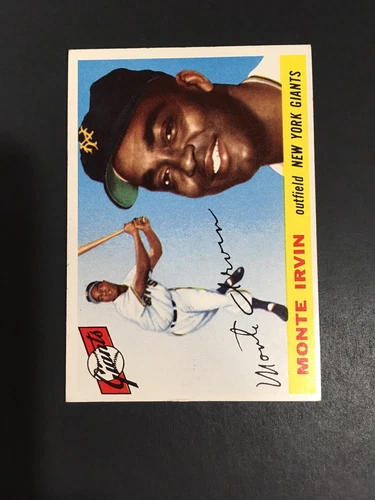 NY
Giants
Monte Irvin
MONTE IRVIN outfield NEW YORK GIANTS